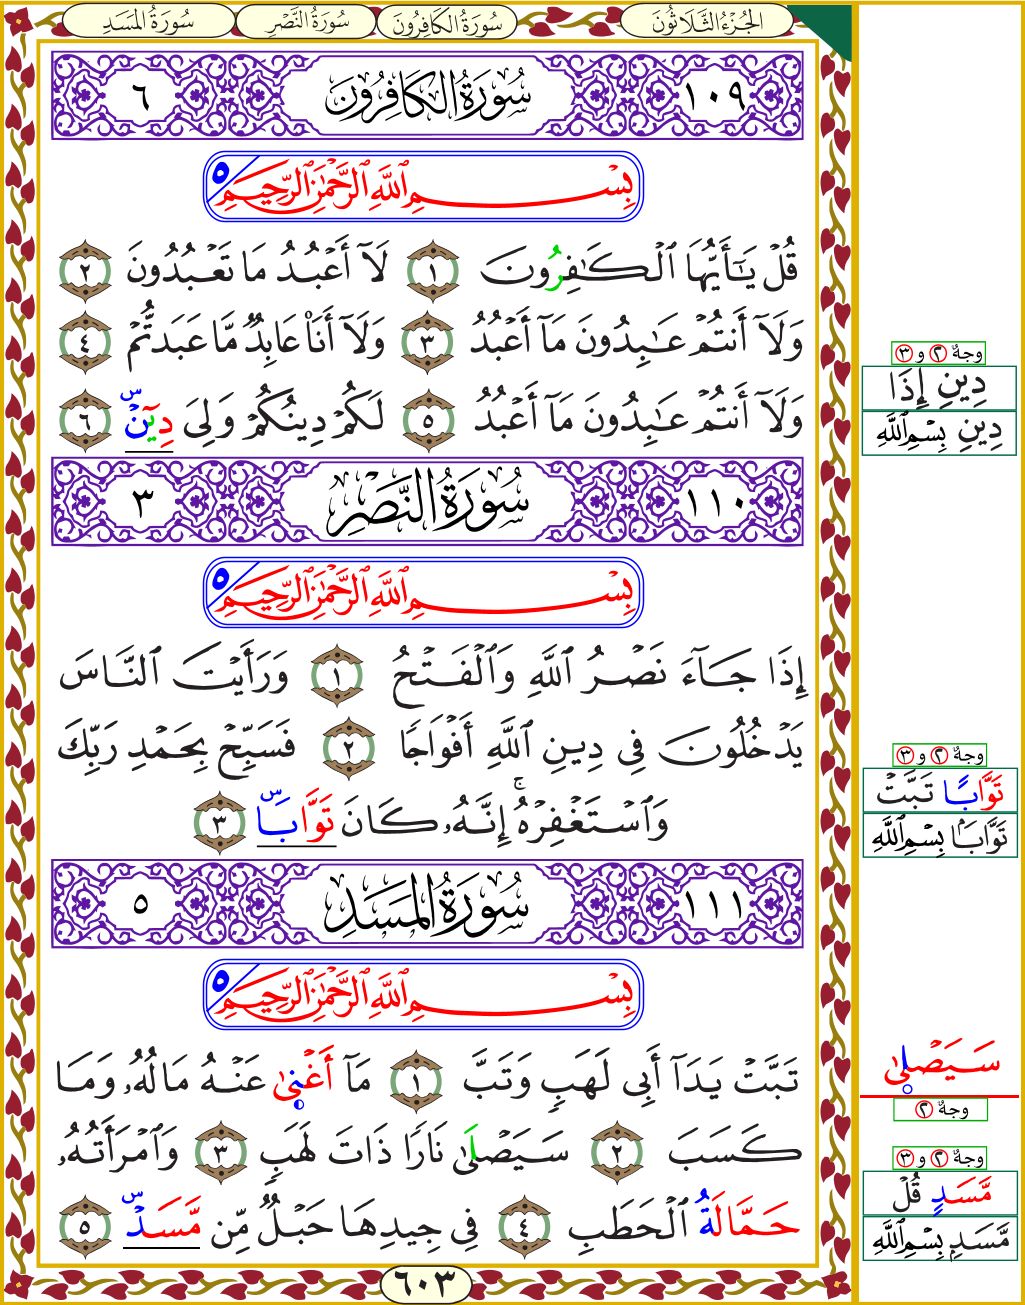 الجُزْءُ الثَّلَاثُونَ
سُورَةُ الكَافِرُونَ
سُورَةُ النَّصْرِ
سُورَةُ المَسَدِ
١٠٩ سُورَةُ الكَافِرُونَ ٦
بِسْمِ ٱللَّهِ ٱلرَّحْمَٰنِ ٱلرَّحِيمِ ٥
قُلْ يَٰٓأَيُّهَا ٱلْكَٰفِرُونَ ١ لَآ أَعْبُدُ مَا تَعْبُدُونَ ٢
وَلَآ أَنتُمْ عَٰبِدُونَ مَآ أَعْبُدُ ٣ وَلَآ أَنَا۠ عَابِدٌ مَّا عَبَدتُّمْ ٤
وَلَآ أَنتُمْ عَٰبِدُونَ مَآ أَعْبُدُ ٥ لَكُمْ دِينُكُمْ وَلِىَ دِينْ س ٦
١١٠ سُورَةُ النَّصْرِ ٣
بِسْمِ ٱللَّهِ ٱلرَّحْمَٰنِ ٱلرَّحِيمِ ٥
إِذَا جَآءَ نَصْرُ ٱللَّهِ وَٱلْفَتْحُ ١ وَرَأَيْتَ ٱلنَّاسَ
يَدْخُلُونَ فِى دِينِ ٱللَّهِ أَفْوَاجًا ٢ فَسَبِّحْ بِحَمْدِ رَبِّكَ
وَٱسْتَغْفِرْهُ ۚ إِنَّهُۥ كَانَ تَوَّابَا س ٣
١١١ سُورَةُ المَسَدِ ٥
بِسْمِ ٱللَّهِ ٱلرَّحْمَٰنِ ٱلرَّحِيمِ ٥
تَبَّتْ يَدَآ أَبِى لَهَبٍ وَتَبَّ ١ مَآ أَغْنَىٰ عَنْهُ مَالُهُۥ وَمَا
كَسَبَ ٢ سَيَصْلَىٰ نَارًا ذَاتَ لَهَبٍ ٣ وَٱمْرَأَتُهُۥ
حَمَّالَةُ ٱلْحَطَبِ ٤ فِى جِيدِهَا حَبْلٌ مِّن مَّسَدْ س ٥
٦٠٣
وجهُ ٢ و ٣
دِينِ إِذَا
دِينِ بِسْمِ ٱللَّهِ
وجهُ ٢ و ٣
تَوَّابًا تَبَّتْ
تَوَّابَۢا بِسْمِ ٱللَّهِ
سَيَصْلَىٰ
وجهُ ٢
وجهُ ٢ و ٣
مَّسَدٍ قُلْ
مَّسَدٍ بِسْمِ ٱللَّهِ